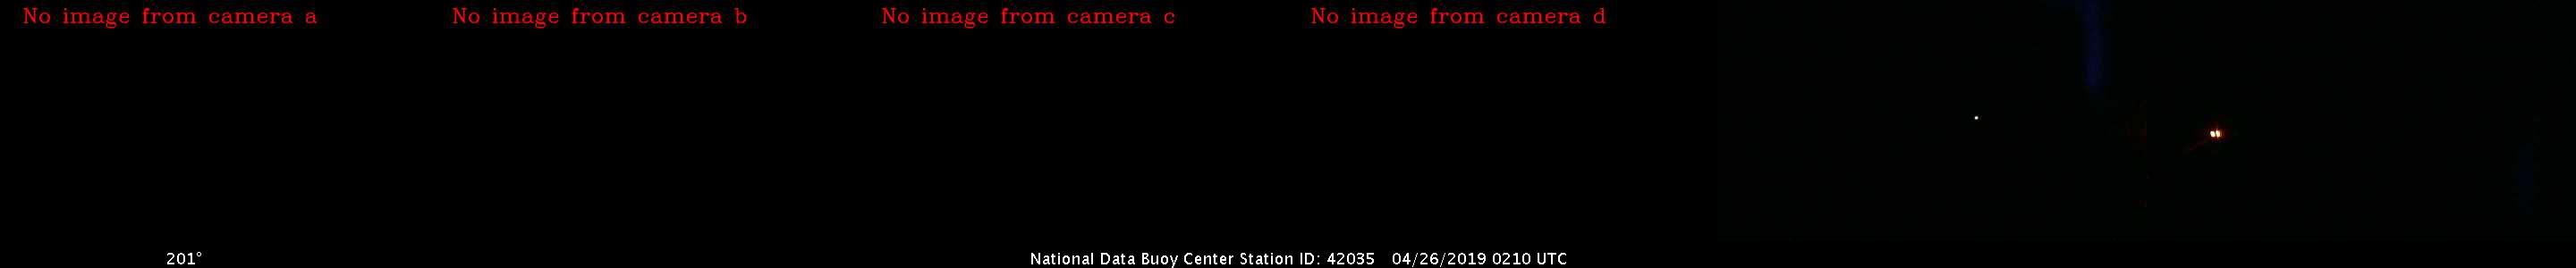 No image from camera a
No image from camera b
No image from camera c
No image from camera d
201°
National Data Buoy Center Station ID: 42035 04/26/2019 0210 UTC